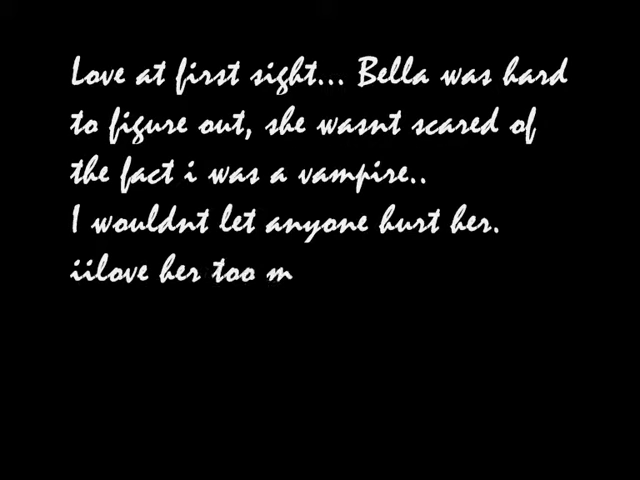 Love at first sight... Bella was hard
to figure out, she wasnt scared of
the fact i was a vampire..
I wouldnt let anyone hurt her.
iilove her too m